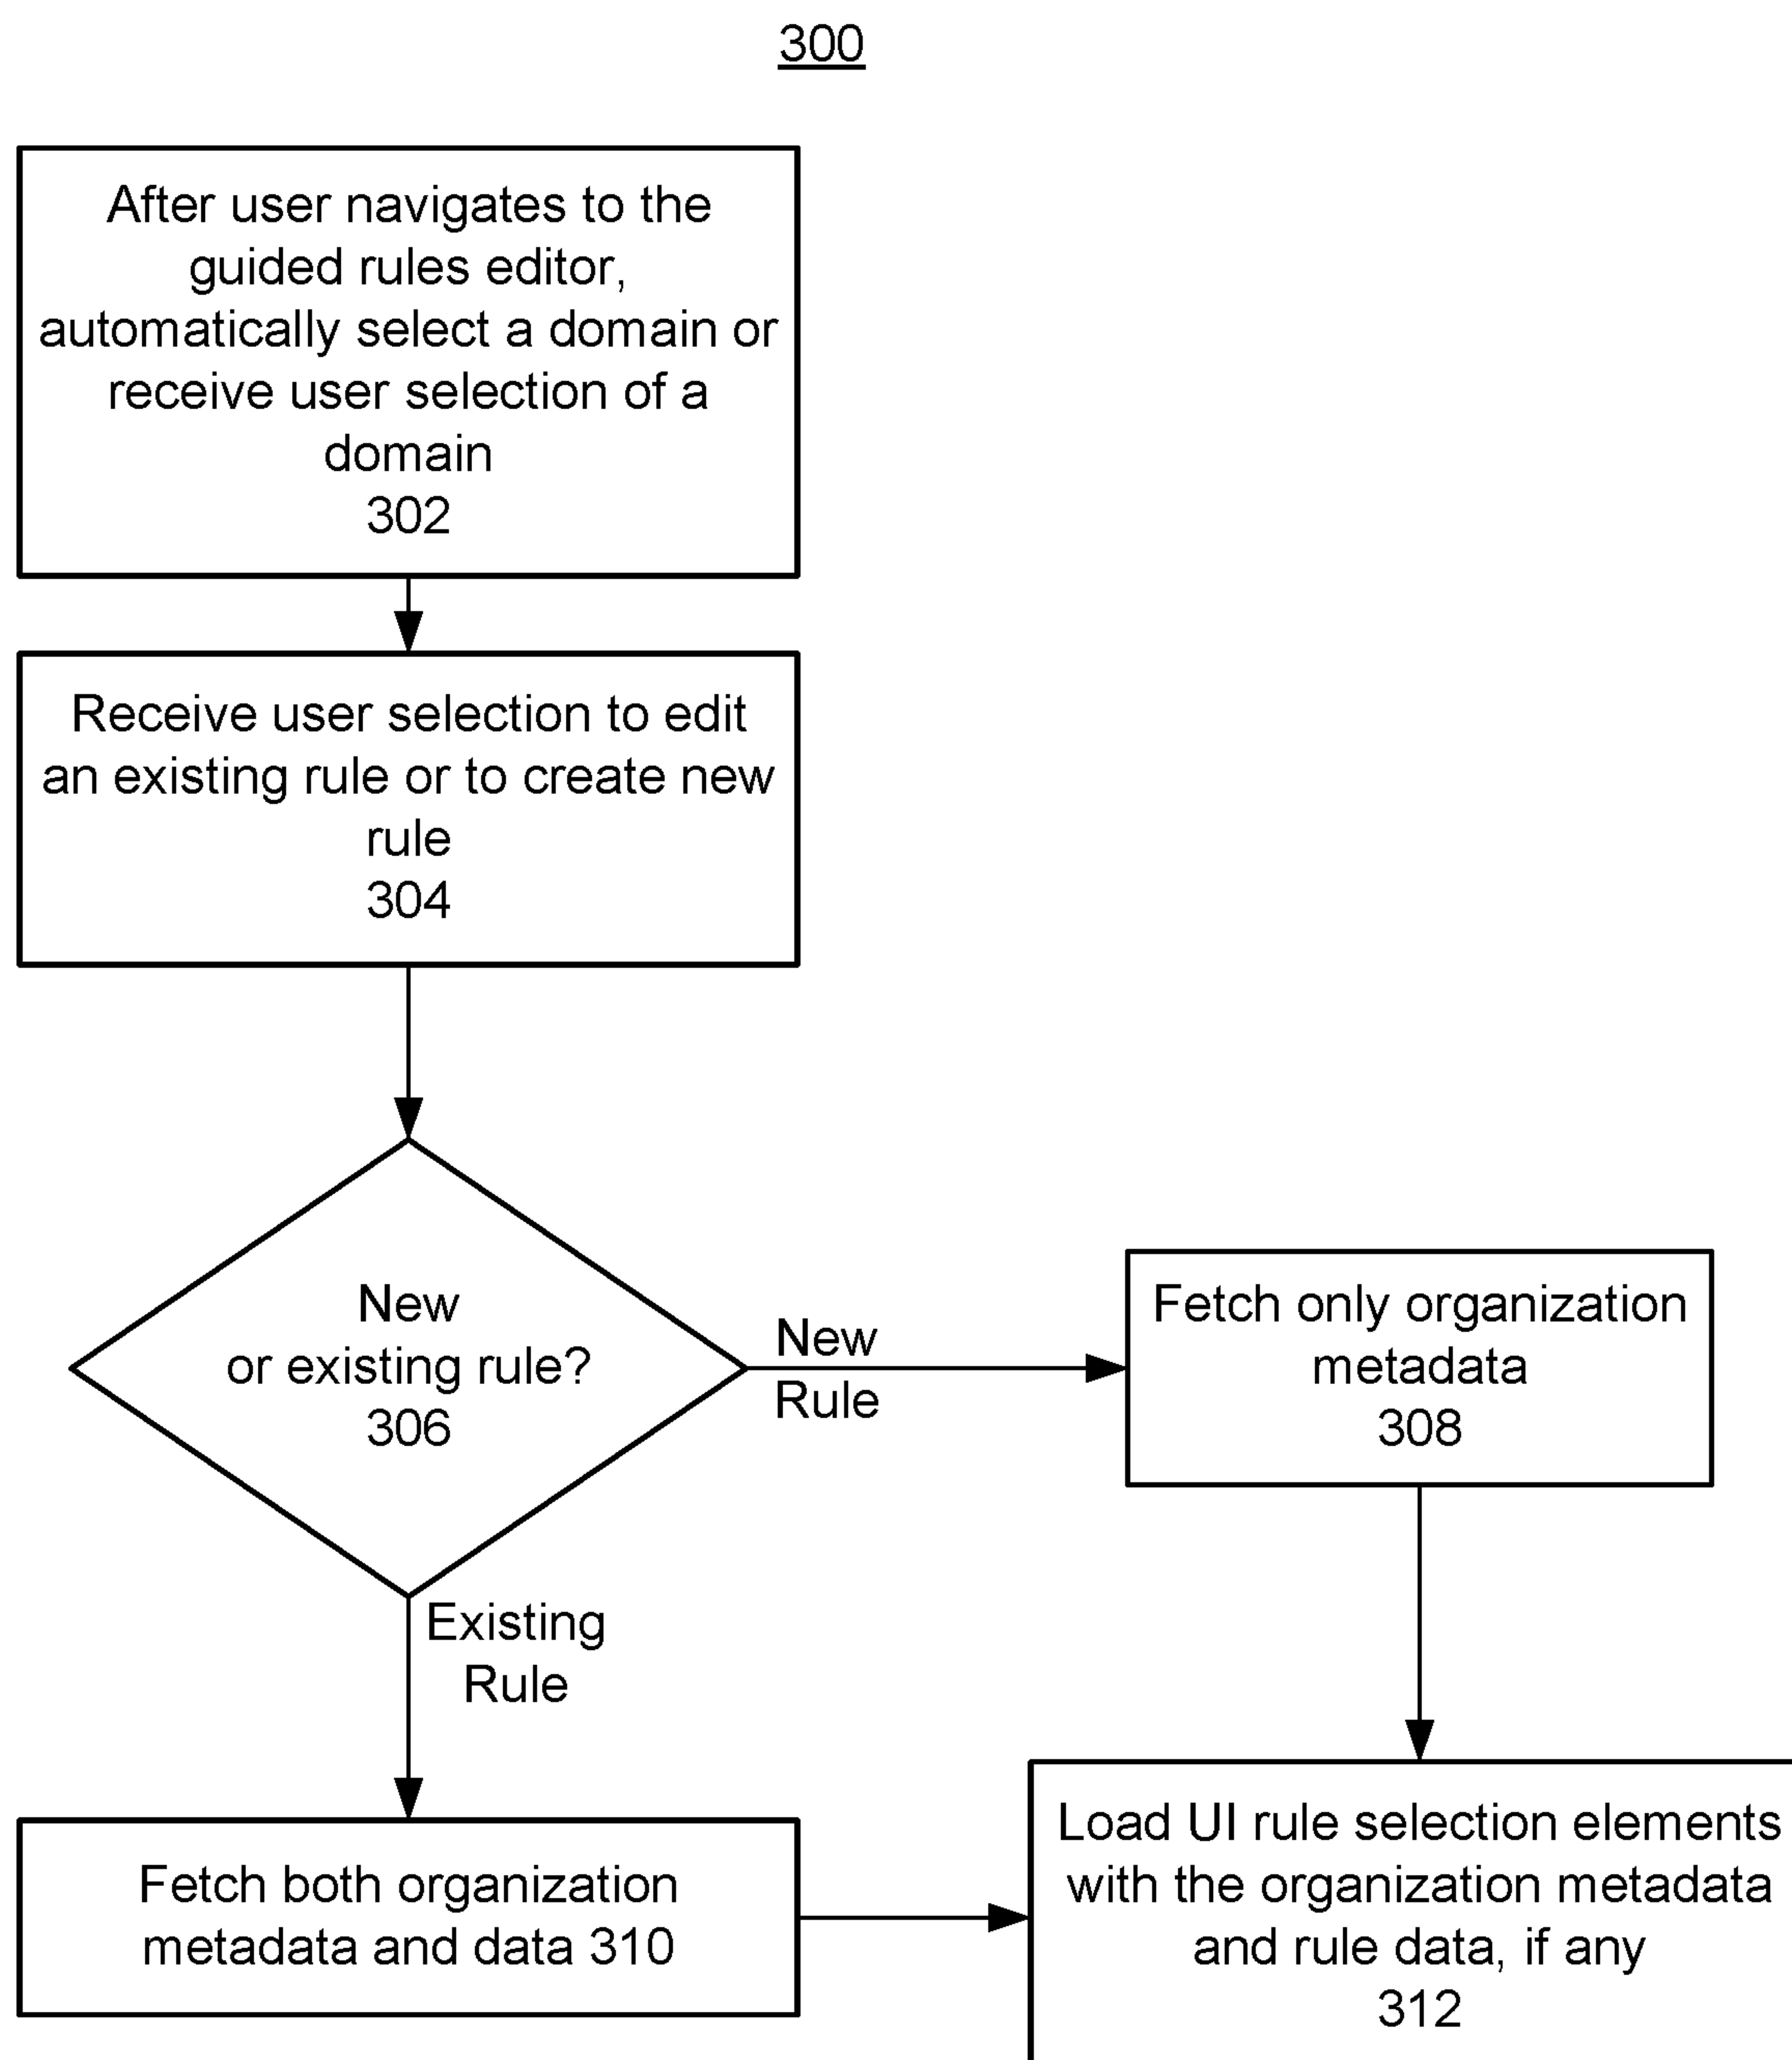 300
After user navigates to the
guided rules editor,
automatically select a domain or
receive user selection of a
domain
302
Receive user selection to edit
an existing rule or to create new
rule
304
New
or existing rule?
306
New
Rule
Fetch only organization
metadata
308
Existing
Rule
Fetch both organization
metadata and data 310
Load UI rule selection elements
with the organization metadata
and rule data, if any
312